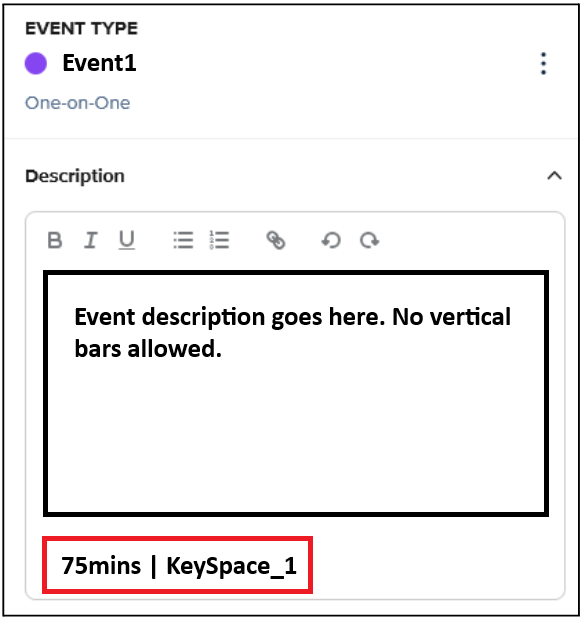 EVENT TYPE
Event1
One-on-One
Description
B I U
Event description goes here. No vertical
bars allowed.
75mins | KeySpace_1